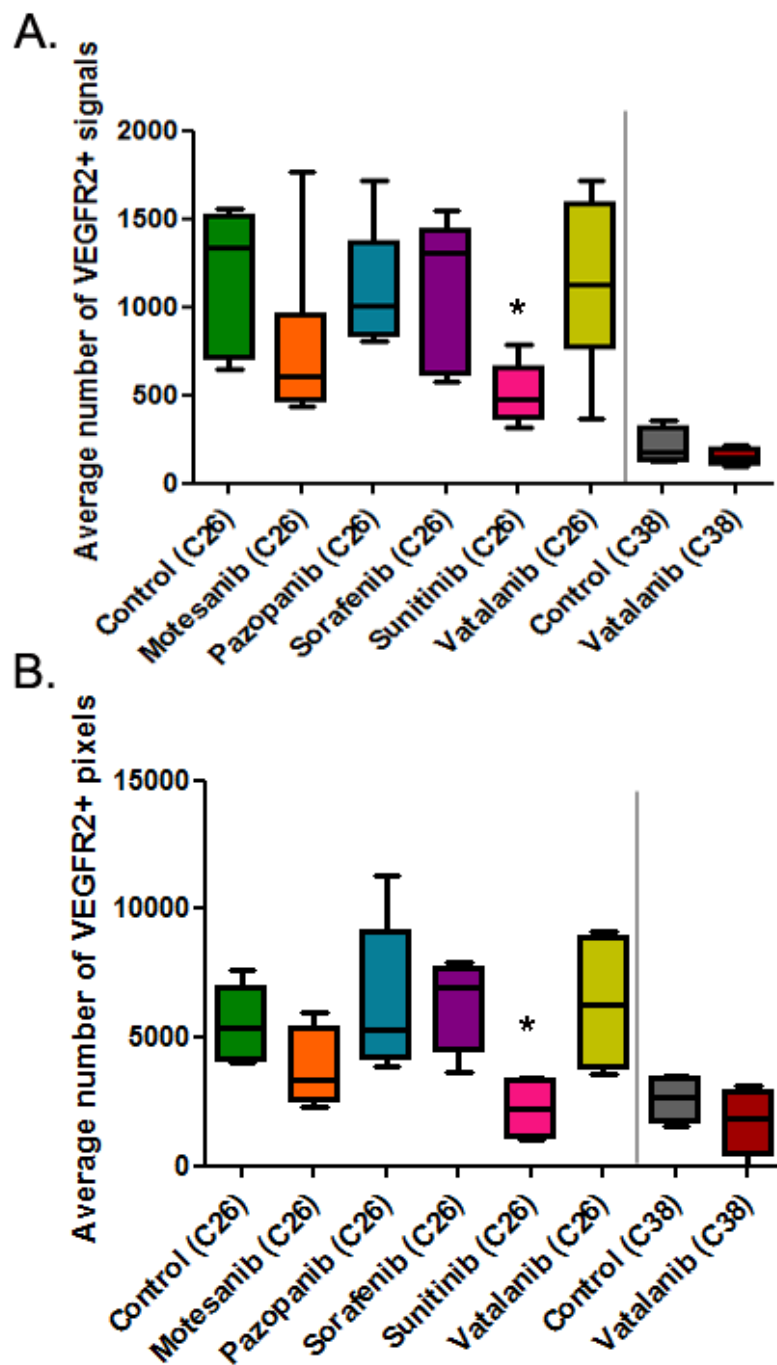 A.
Average number of VEGFR2+ signals
2000
1500
1000
500
0
*
Control (C26)
Motesanib (C26)
Pazopanib (C26)
Sorafenib (C26)
Sunitinib (C26)
Vatalanib (C26)
Control (C38)
Vatalanib (C38)
B.
Average number of VEGFR2+ pixels
15000
10000
5000
0
*
Control (C26)
Motesanib (C26)
Pazopanib (C26)
Sorafenib (C26)
Sunitinib (C26)
Vatalanib (C26)
Control (C38)
Vatalanib (C38)